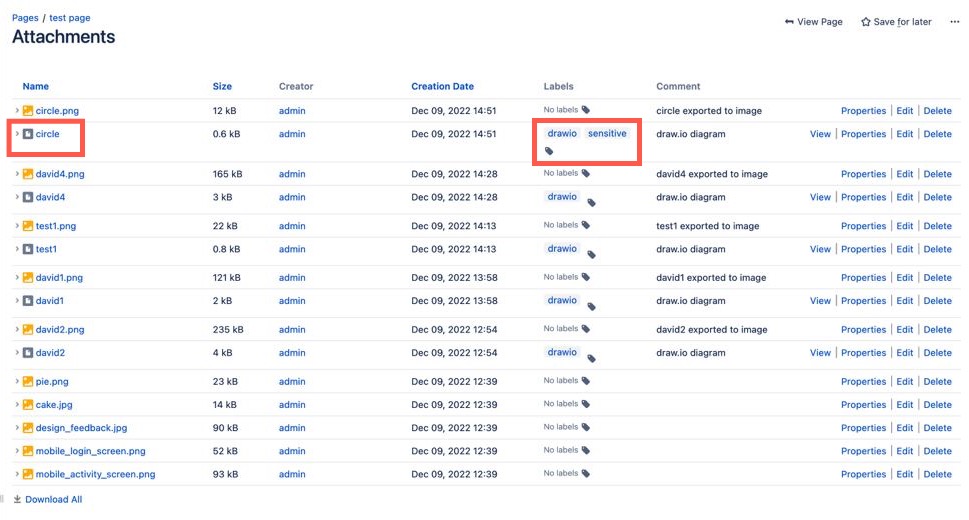 Pages / test page
View Page Save for later
Attachments
Name Size Creator Creation Date Labels Comment
circle.png 12 kB admin Dec 09, 2022 14:51 No labels circle exported to image Properties | Edit | Delete
circle 0.6 kB admin Dec 09, 2022 14:51 drawio sensitive draw.io diagram View | Properties | Edit | Delete
david4.png 165 kB admin Dec 09, 2022 14:28 No labels david4 exported to image Properties | Edit | Delete
david4 3 kB admin Dec 09, 2022 14:28 drawio draw.io diagram View | Properties | Edit | Delete
test1.png 22 kB admin Dec 09, 2022 14:13 No labels test1 exported to image Properties | Edit | Delete
test1 0.8 kB admin Dec 09, 2022 14:13 drawio draw.io diagram View | Properties | Edit | Delete
david1.png 121 kB admin Dec 09, 2022 13:58 No labels david1 exported to image Properties | Edit | Delete
david1 2 kB admin Dec 09, 2022 13:58 drawio draw.io diagram View | Properties | Edit | Delete
david2.png 235 kB admin Dec 09, 2022 12:54 No labels david2 exported to image Properties | Edit | Delete
david2 4 kB admin Dec 09, 2022 12:54 drawio draw.io diagram View | Properties | Edit | Delete
pie.png 23 kB admin Dec 09, 2022 12:39 No labels Properties | Edit | Delete
cake.jpg 14 kB admin Dec 09, 2022 12:39 No labels Properties | Edit | Delete
design_feedback.jpg 90 kB admin Dec 09, 2022 12:39 No labels Properties | Edit | Delete
mobile_login_screen.png 52 kB admin Dec 09, 2022 12:39 No labels Properties | Edit | Delete
mobile_activity_screen.png 93 kB admin Dec 09, 2022 12:39 No labels Properties | Edit | Delete
Download All